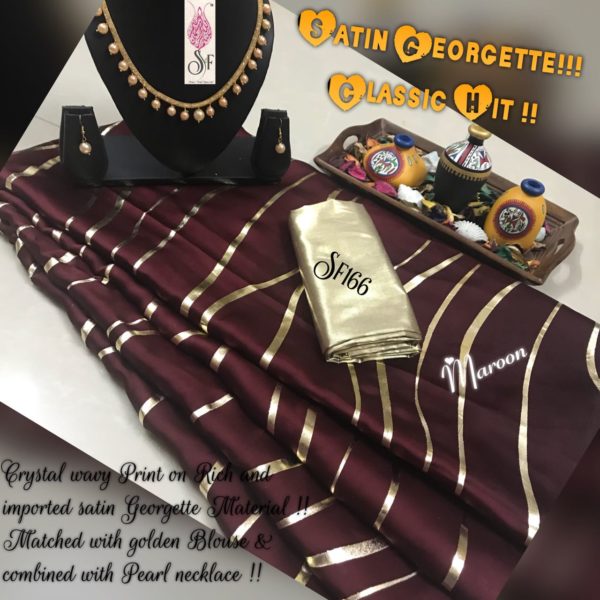 SF
Satin Georgette!!!
Classic Hit !!
SF166
Maroon
Crystal wavy Print on Rich and
imported satin Georgette Material !!
Matched with golden Blouse &
combined with Pearl necklace !!